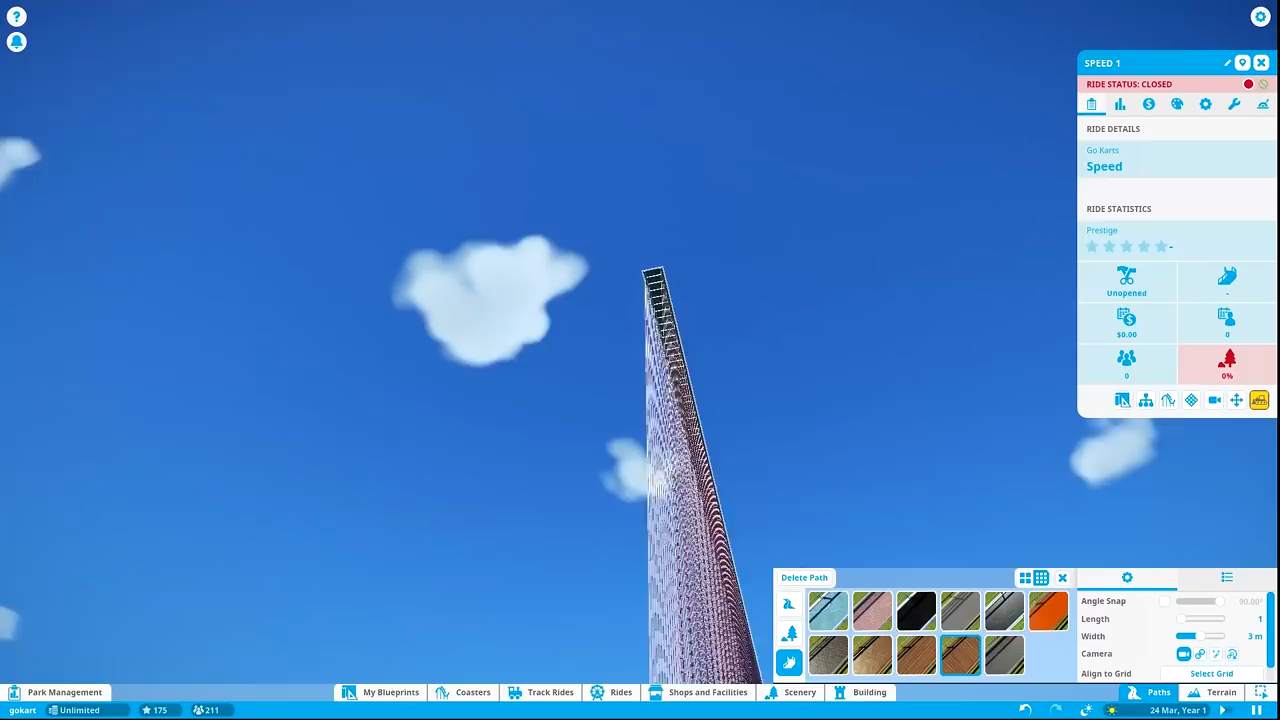 ?
SPEED 1
RIDE STATUS: CLOSED
RIDE DETAILS
Go Karts
Speed
RIDE STATISTICS
Prestige
-
Unopened
-
$0.00
0
0
0%
Delete Path
Angle Snap
90.00°
Length
1
Width
3 m
Camera
Align to Grid
Select Grid
Park Management
My Blueprints
Coasters
Track Rides
Rides
Shops and Facilities
Scenery
Building
Paths
Terrain
gokart
Unlimited
175
211
24 Mar, Year 1